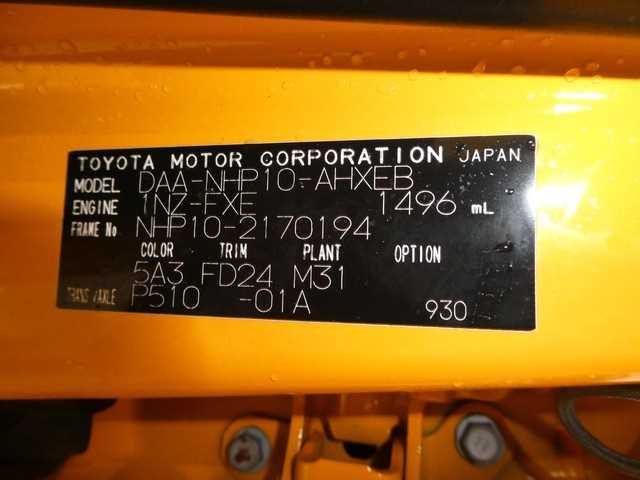 TOYOTA MOTOR CORPORATION JAPAN
MODEL DAA-NHP10-AHXEB
ENGINE 1NZ-FXE 1496 mL
FRAME No NHP10-2170194
COLOR TRIM PLANT OPTION
5A3 FD24 M31
TRANS/AXLE P510 -01A 930